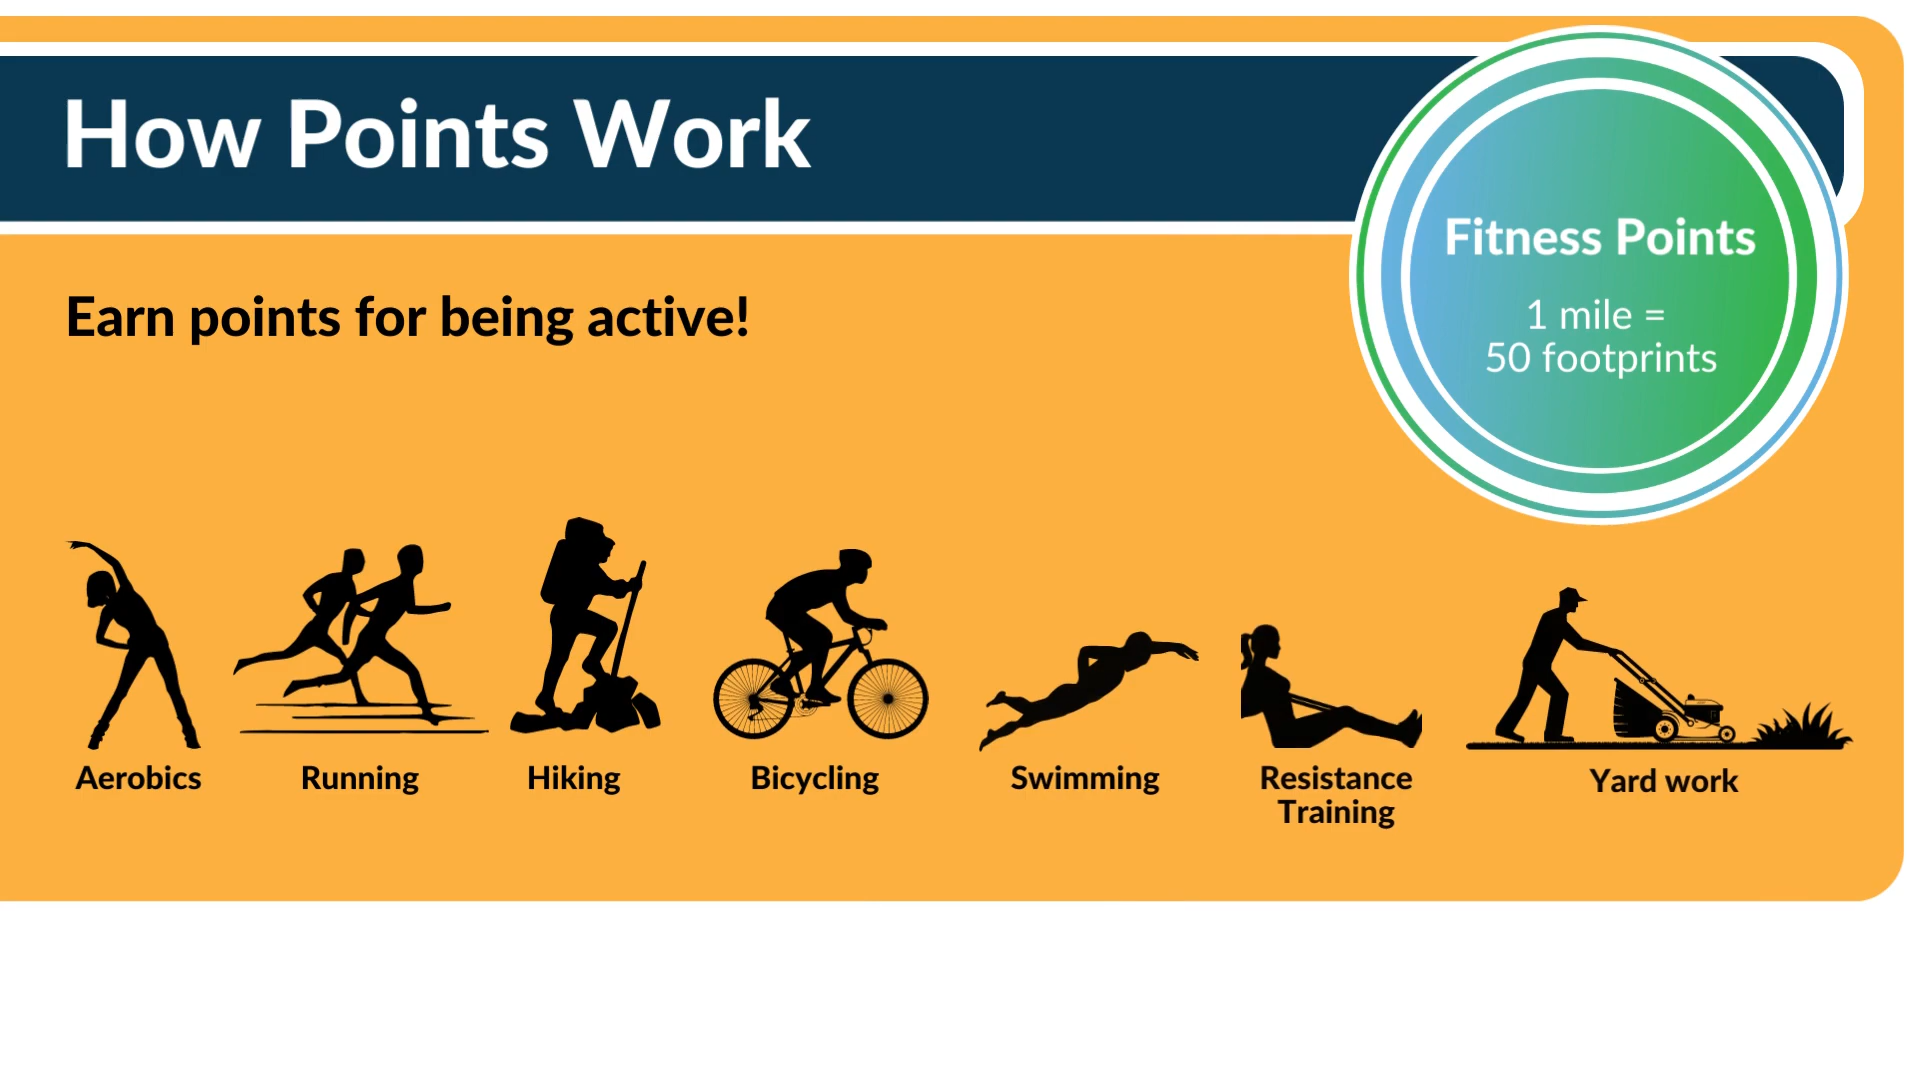 How Points Work
Fitness Points
1 mile =
50 footprints
Earn points for being active!
Aerobics
Running
Hiking
Bicycling
Swimming
Resistance
Training
Yard work